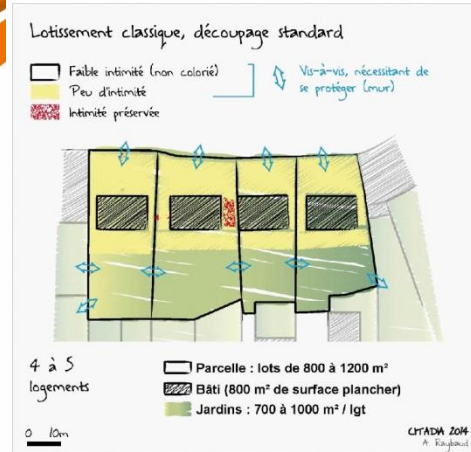 Lotissement classique, découpage standard
Faible intimité (non colorié)
Peu d'intimité
Intimité préservée
Vis-à-vis, nécessitant de
se protéger (mur)
4 à 5
logements
Parcelle : lots de 800 à 1200 m²
Bâti (800 m² de surface plancher)
Jardins : 700 à 1000 m² / lgt
0 10m
CITADIA 2014
A. Raybaud